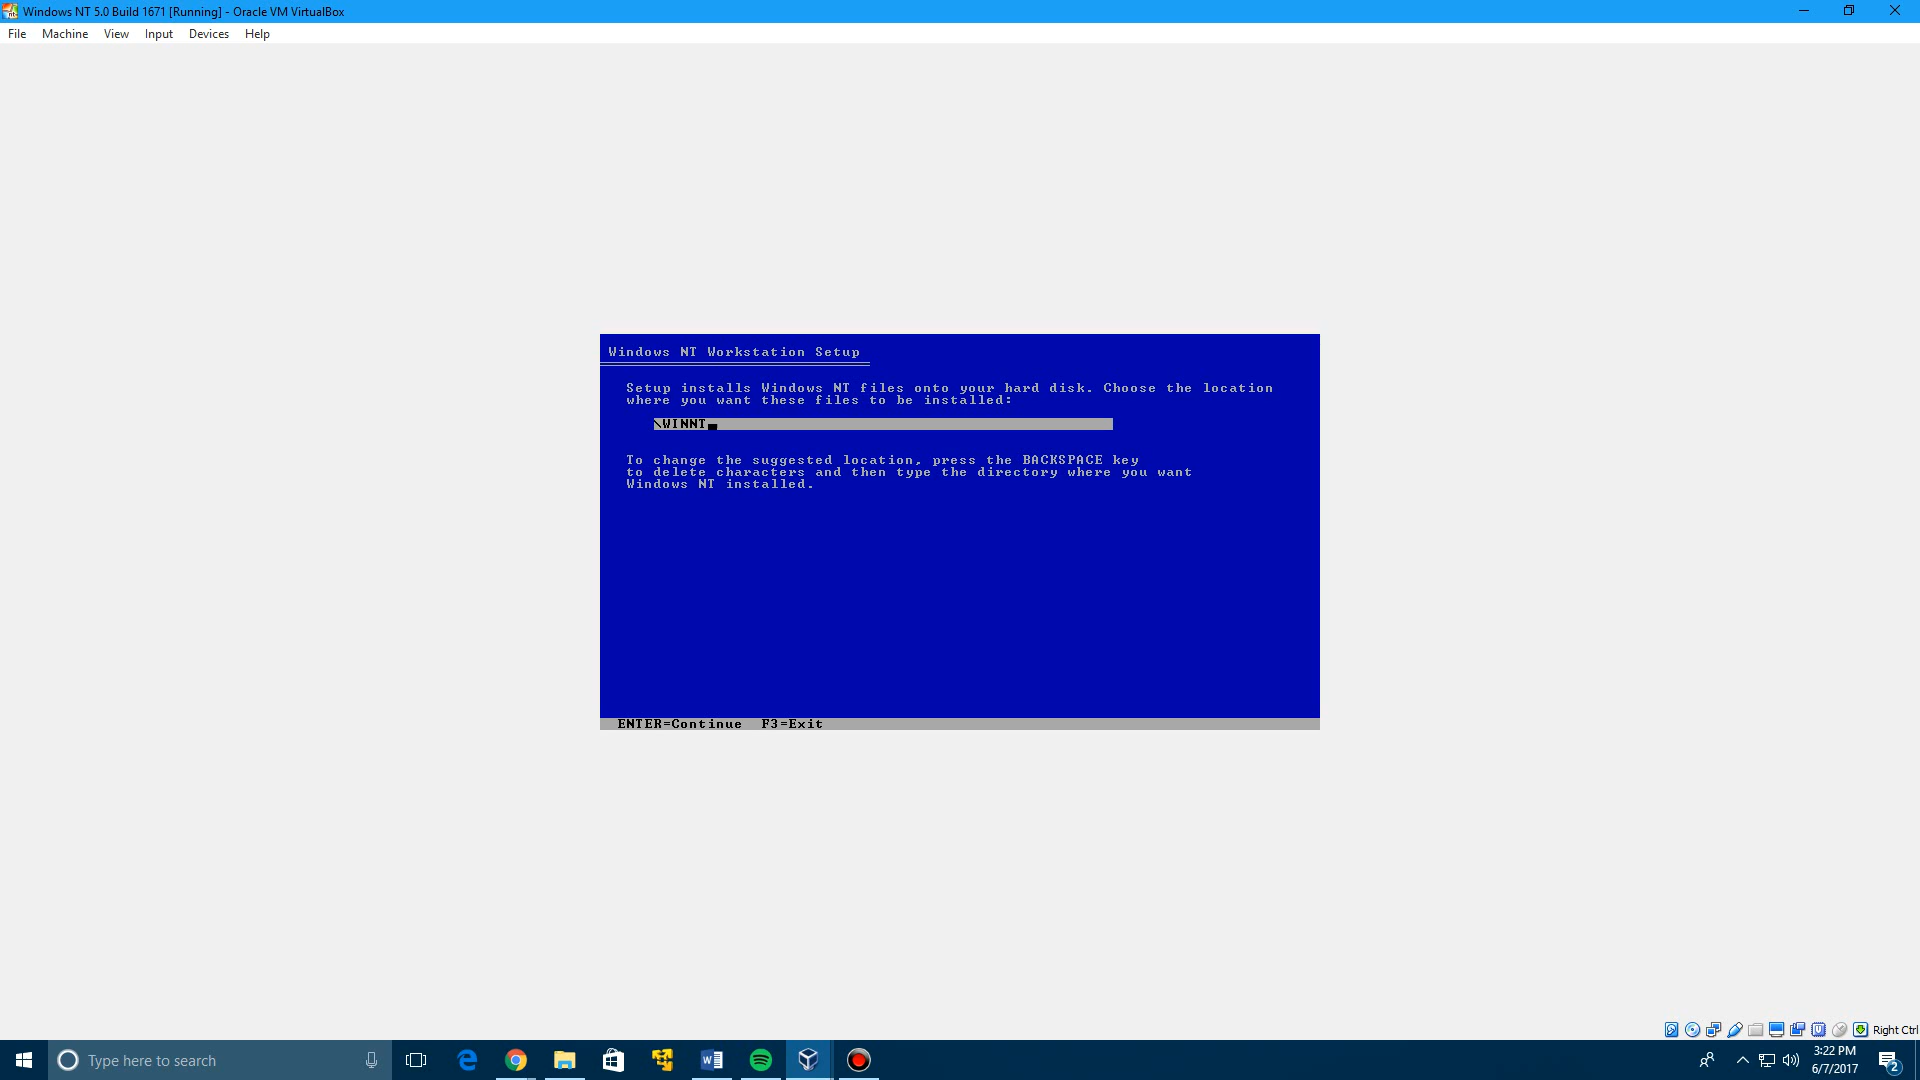 Windows NT 5.0 Build 1671 [Running] - Oracle VM VirtualBox
File Machine View Input Devices Help
Windows NT Workstation Setup
Setup installs Windows NT files onto your hard disk. Choose the location
where you want these files to be installed:
\WINNT
To change the suggested location, press the BACKSPACE key
to delete characters and then type the directory where you want
Windows NT installed.
ENTER=Continue F3=Exit
Right Ctrl
Type here to search
3:22 PM
6/7/2017
2